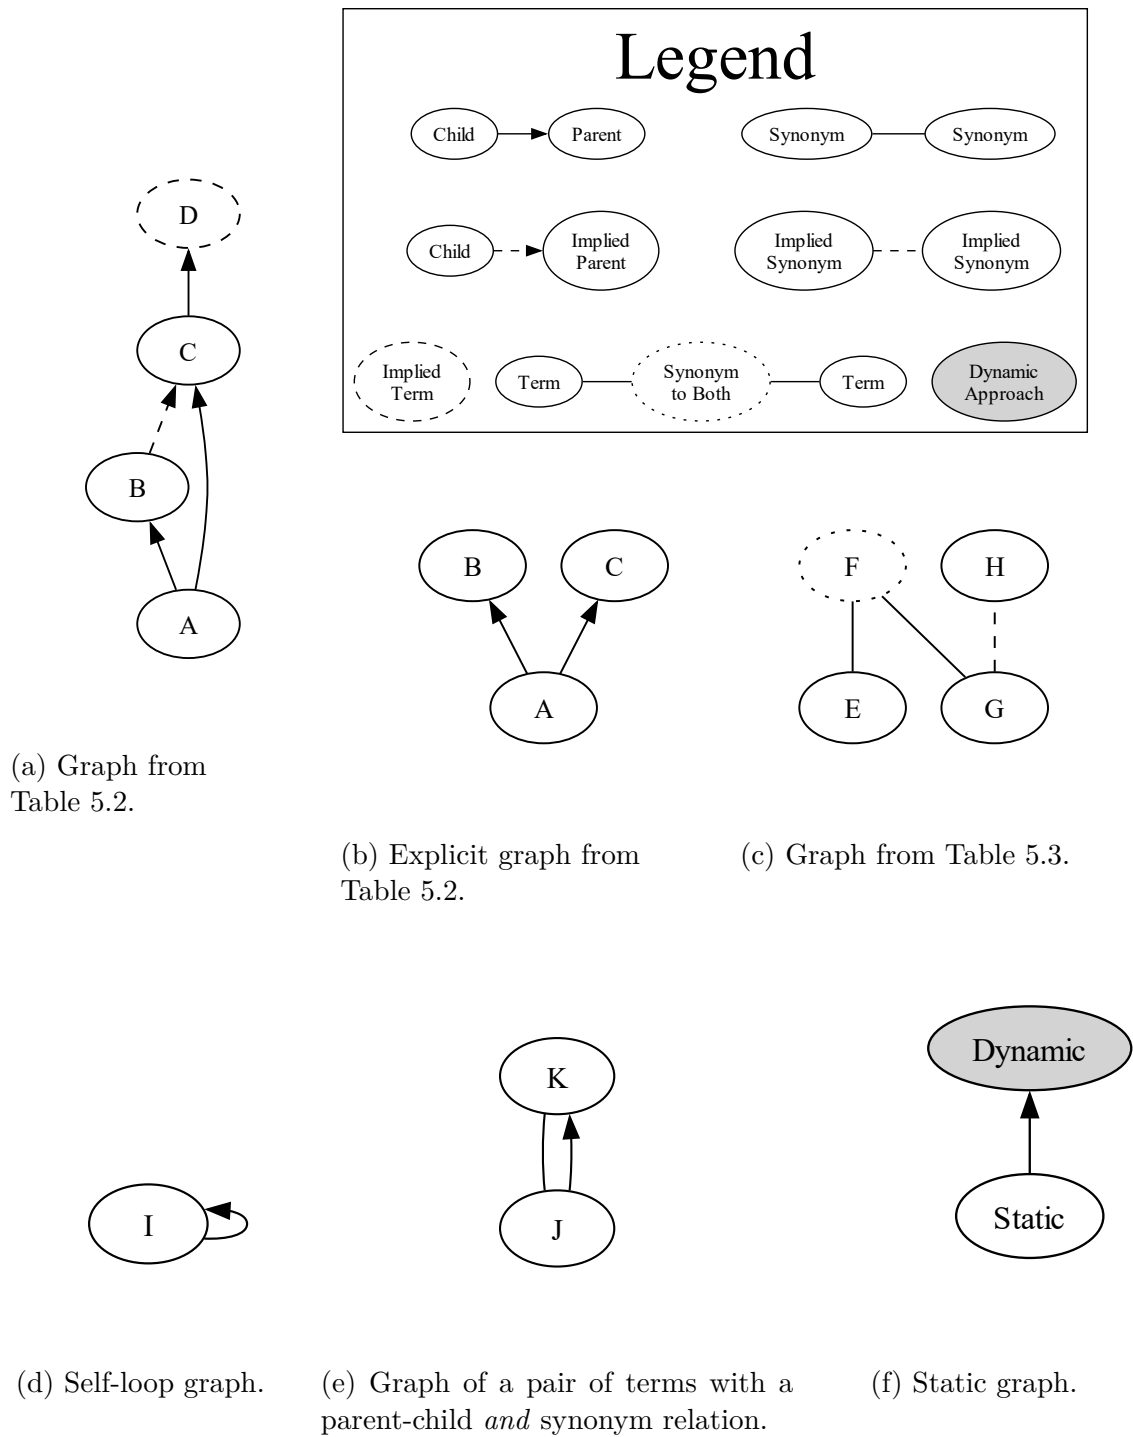 Legend
Child
Parent
Synonym
Synonym
Child
Implied
Parent
Implied
Synonym
Implied
Synonym
Implied
Term
Term
Synonym
to Both
Term
Dynamic
Approach
D
C
B
A
(a) Graph from
Table 5.2.
B
C
A
(b) Explicit graph from
Table 5.2.
F
H
E
G
(c) Graph from Table 5.3.
I
(d) Self-loop graph.
K
J
(e) Graph of a pair of terms with a
parent-child and synonym relation.
Dynamic
Static
(f) Static graph.